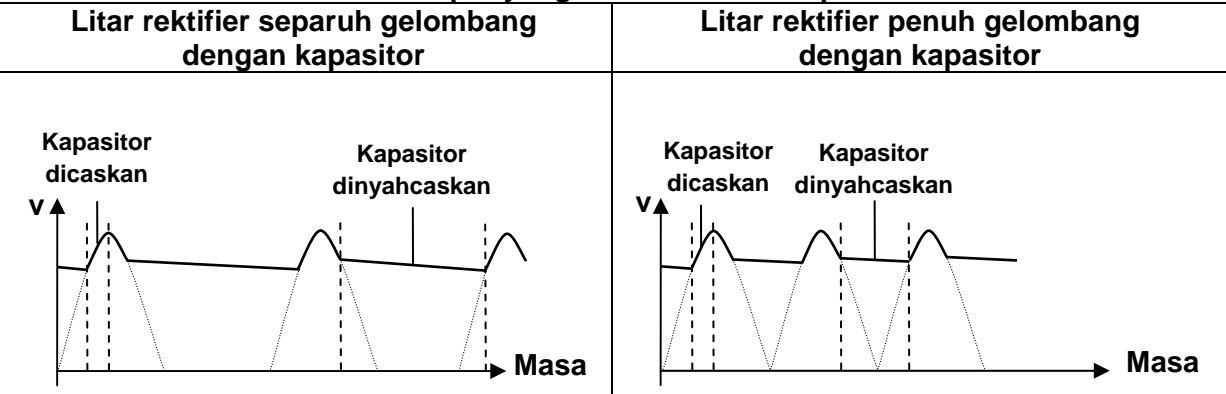 Litar rektifier separuh gelombang
dengan kapasitor
Litar rektifier penuh gelombang
dengan kapasitor
Kapasitor
dicaskan
Kapasitor
dinyahcaskan
v
Masa
Kapasitor
dicaskan
Kapasitor
dinyahcaskan
v
Masa